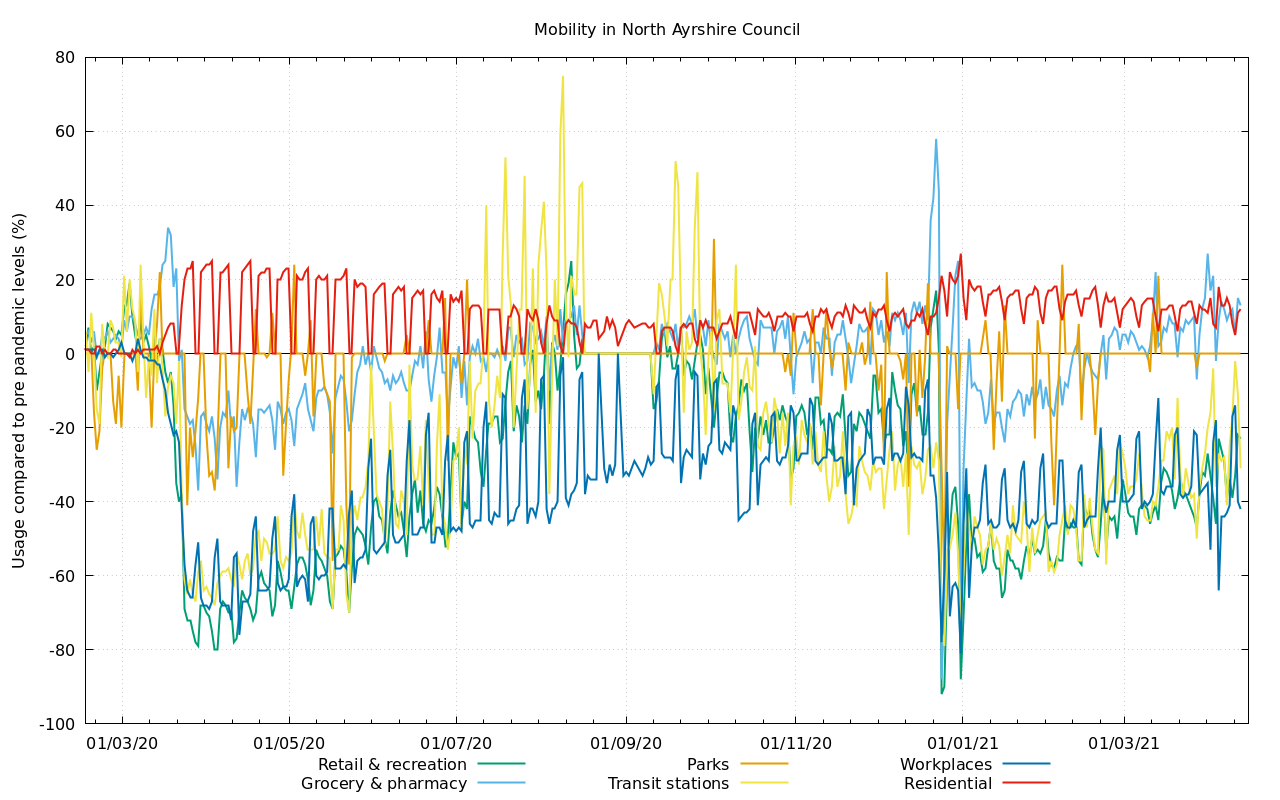 Mobility in North Ayrshire Council
Usage compared to pre pandemic levels (%)
80
60
40
20
0
-20
-40
-60
-80
-100
01/03/20 01/05/20 01/07/20 01/09/20 01/11/20 01/01/21 01/03/21
Retail & recreation Parks Workplaces
Grocery & pharmacy Transit stations Residential